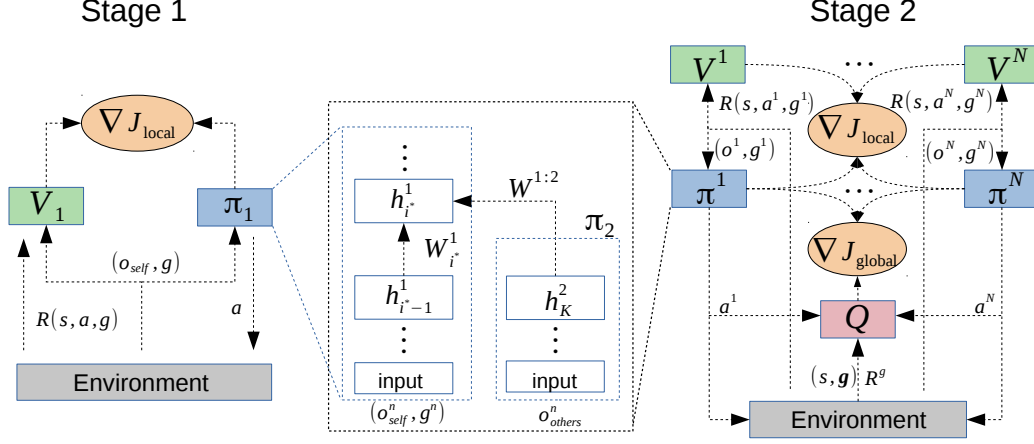 Stage 1
∇ J_local
V_1
π_1
(o_self, g)
R(s, a, g)
a
Environment
⋮
h^1_{i*}
W^{1:2}
π_2
W^1_{i*}
h^1_{i*-1}
h^2_K
⋮
⋮
input
input
(o^n_self, g^n)
o^n_others
Stage 2
V^1
...
V^N
R(s, a^1, g^1)
R(s, a^N, g^N)
∇ J_local
(o^1, g^1)
(o^N, g^N)
π^1
...
π^N
∇ J_global
a^1
Q
a^N
(s, g)
R^g
Environment